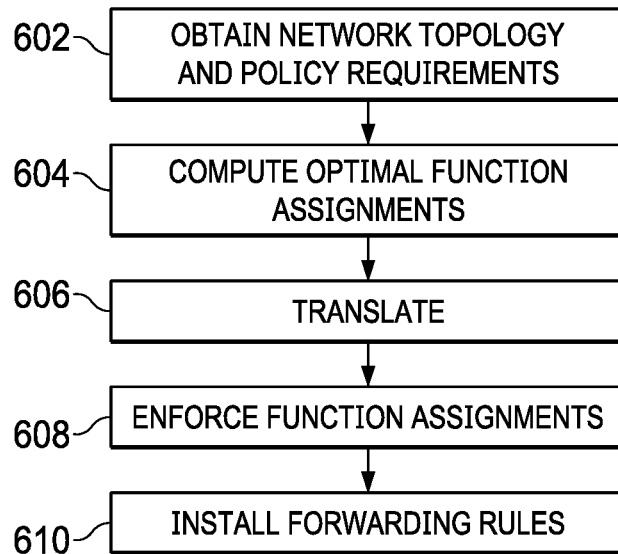 602
OBTAIN NETWORK TOPOLOGY
AND POLICY REQUIREMENTS
604
COMPUTE OPTIMAL FUNCTION
ASSIGNMENTS
606
TRANSLATE
608
ENFORCE FUNCTION ASSIGNMENTS
610
INSTALL FORWARDING RULES